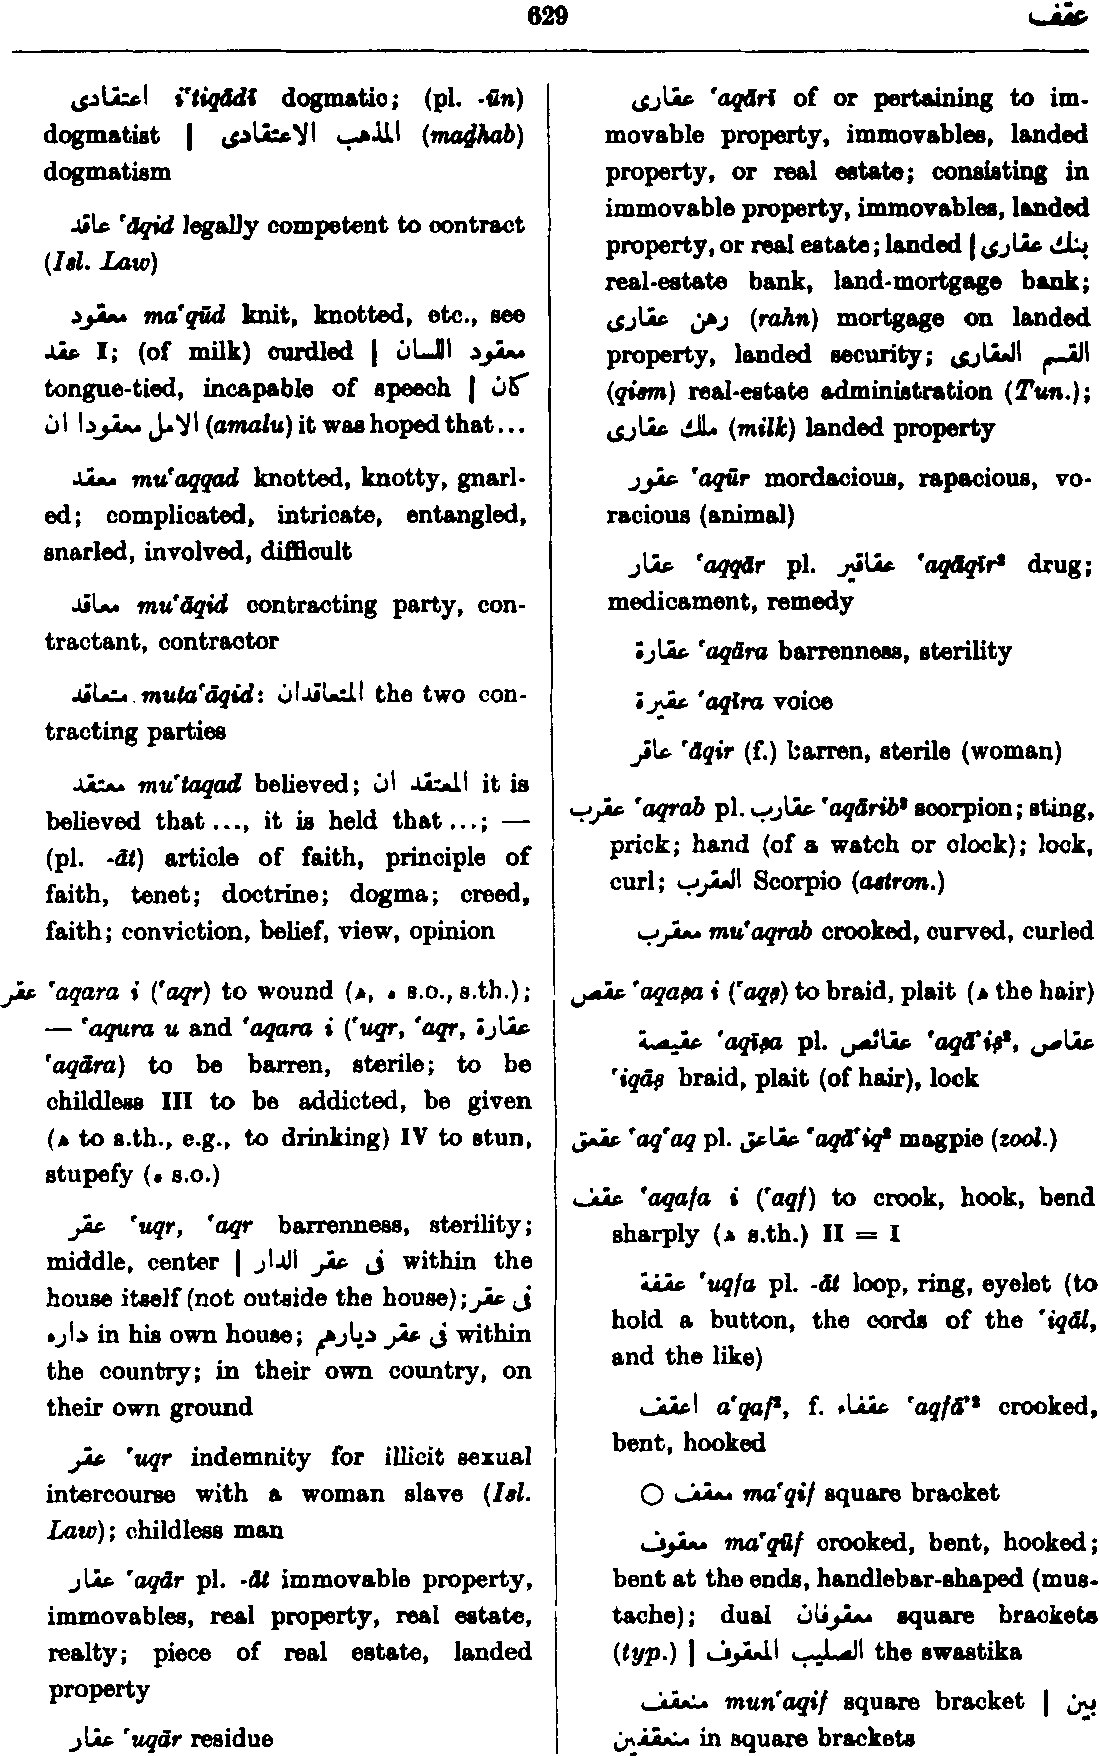 629
عقف
اعتقادى i'tiqādī dogmatic; (pl. -ūn)
dogmatist | المذهب الاعتقادى (maḏhab)
dogmatism
عاقد 'āqid legally competent to contract
(Isl. Law)
معقود ma'qūd knit, knotted, etc., see
عقد I; (of milk) curdled | معقود اللسان
tongue-tied, incapable of speech | كان
الامل معقودا ان (amalu) it was hoped that...
معقد mu'aqqad knotted, knotty, gnarl-
ed; complicated, intricate, entangled,
snarled, involved, difficult
معاقد mu'āqid contracting party, con-
tractant, contractor
متعاقد muta'āqid: المتعاقدان the two con-
tracting parties
معتقد mu'taqad believed; المعتقد ان it is
believed that ..., it is held that ...; —
(pl. -āt) article of faith, principle of
faith, tenet; doctrine; dogma; creed,
faith; conviction, belief, view, opinion
عقر 'aqara i ('aqr) to wound (ه, ه s.o., s.th.);
— 'aqura u and 'aqara i ('uqr, 'aqr, عقارة
'aqāra) to be barren, sterile; to be
childless III to be addicted, be given
(ه to s.th., e.g., to drinking) IV to stun,
stupefy (ه s.o.)
عقر 'uqr, 'aqr barrenness, sterility;
middle, center | فى عقر الدار within the
house itself (not outside the house); فى عقر
داره in his own house; فى عقر ديارهم within
the country; in their own country, on
their own ground
عقر 'uqr indemnity for illicit sexual
intercourse with a woman slave (Isl.
Law); childless man
عقار 'aqār pl. -āt immovable property,
immovables, real property, real estate,
realty; piece of real estate, landed
property
عقار 'uqār residue
عقارى 'aqārī of or pertaining to im-
movable property, immovables, landed
property, or real estate; consisting in
immovable property, immovables, landed
property, or real estate; landed | بنك عقارى
real-estate bank, land-mortgage bank;
رهن عقارى (rahn) mortgage on landed
property, landed security; القسم العقارى
(qism) real-estate administration (Tun.);
ملك عقارى (milk) landed property
عقور 'aqūr mordacious, rapacious, vo-
racious (animal)
عقار 'aqqār pl. عقاقير 'aqāqīr² drug;
medicament, remedy
عقارة 'aqāra barrenness, sterility
عقيرة 'aqīra voice
عاقر 'āqir (f.) barren, sterile (woman)
عقرب 'aqrab pl. عقارب 'aqārib² scorpion; sting,
prick; hand (of a watch or clock); lock,
curl; العقرب Scorpio (astron.)
معقرب mu'aqrab crooked, curved, curled
عقص 'aqaṣa i ('aqṣ) to braid, plait (ه the hair)
عقيصة 'aqīṣa pl. عقائص 'aqā'iṣ², عقاص
'iqāṣ braid, plait (of hair), lock
عقعق 'aq'aq pl. عقاعق 'aqā'iq² magpie (zool.)
عقف 'aqafa i ('aqf) to crook, hook, bend
sharply (ه s.th.) II = I
عقفة 'uqfa pl. -āt loop, ring, eyelet (to
hold a button, the cords of the 'iqāl,
and the like)
اعقف a'qaf², f. عقفاء 'aqfā'² crooked,
bent, hooked
○ معقف ma'qif square bracket
معقوف ma'qūf crooked, bent, hooked;
bent at the ends, handlebar-shaped (mus-
tache); dual معقوفان square brackets
(typ.) | الصليب المعقوف the swastika
منعقف mun'aqif square bracket | بين
منعقفين in square brackets